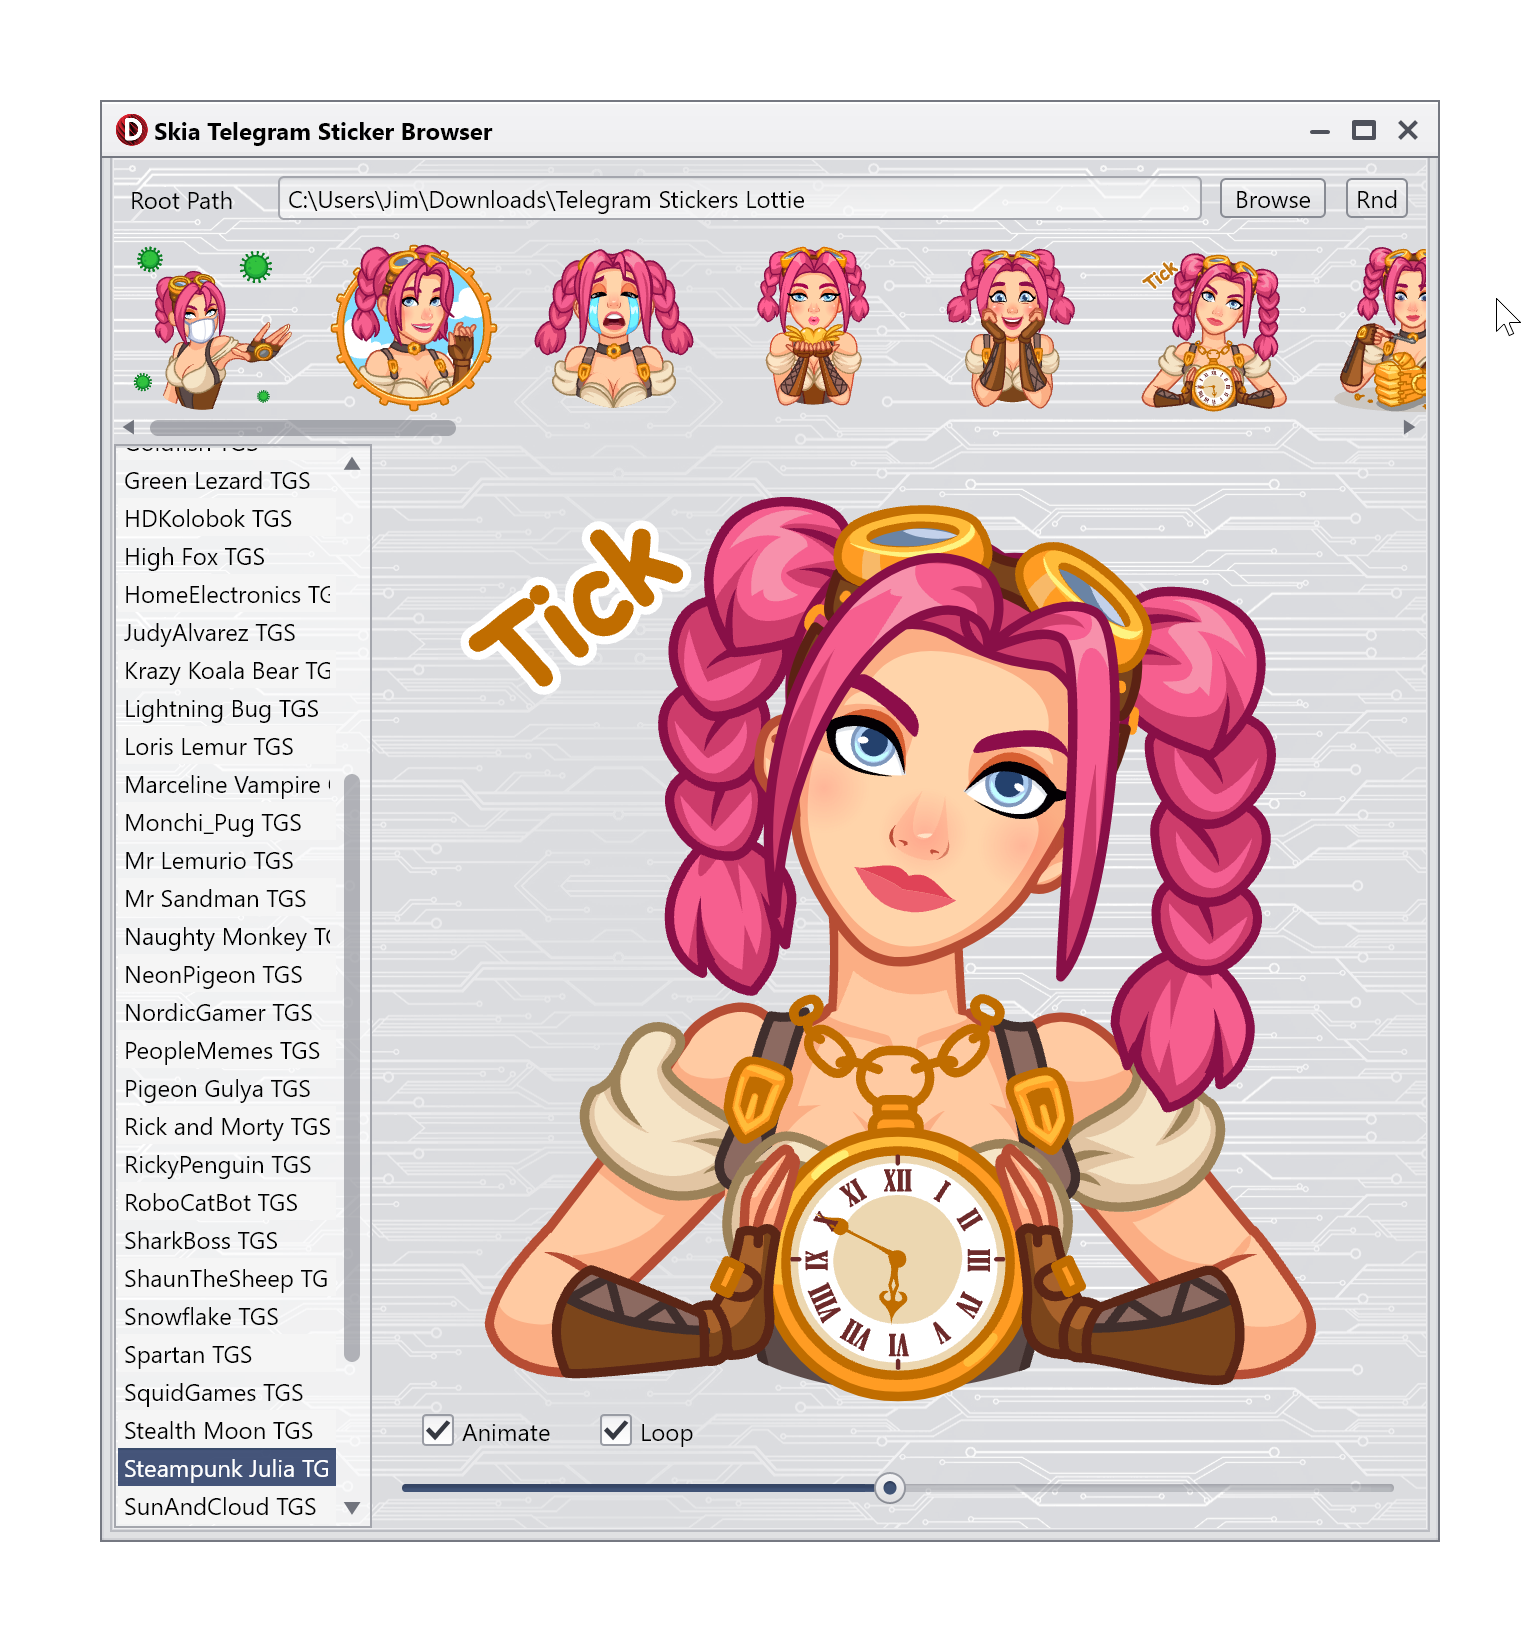 Skia Telegram Sticker Browser
Root Path
C:\Users\Jim\Downloads\Telegram Stickers Lottie
Browse
Rnd
Tick
Green Lezard TGS
HDKolobok TGS
High Fox TGS
HomeElectronics TG
JudyAlvarez TGS
Krazy Koala Bear TG
Lightning Bug TGS
Loris Lemur TGS
Marceline Vampire
Monchi_Pug TGS
Mr Lemurio TGS
Mr Sandman TGS
Naughty Monkey TG
NeonPigeon TGS
NordicGamer TGS
PeopleMemes TGS
Pigeon Gulya TGS
Rick and Morty TGS
RickyPenguin TGS
RoboCatBot TGS
SharkBoss TGS
ShaunTheSheep TG
Snowflake TGS
Spartan TGS
SquidGames TGS
Stealth Moon TGS
Steampunk Julia TG
SunAndCloud TGS
Tick
XII
I
II
III
IV
V
VI
VII
VIII
IX
X
XI
Animate
Loop